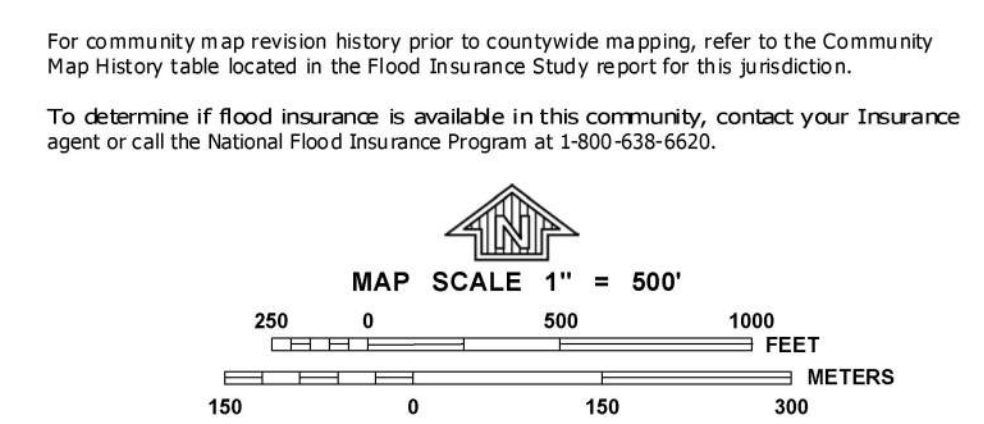 For community map revision history prior to countywide mapping, refer to the Community
Map History table located in the Flood Insurance Study report for this jurisdiction.
To determine if flood insurance is available in this community, contact your Insurance
agent or call the National Flood Insurance Program at 1-800-638-6620.
N
MAP SCALE 1" = 500'
250 0 500 1000
FEET
METERS
150 0 150 300